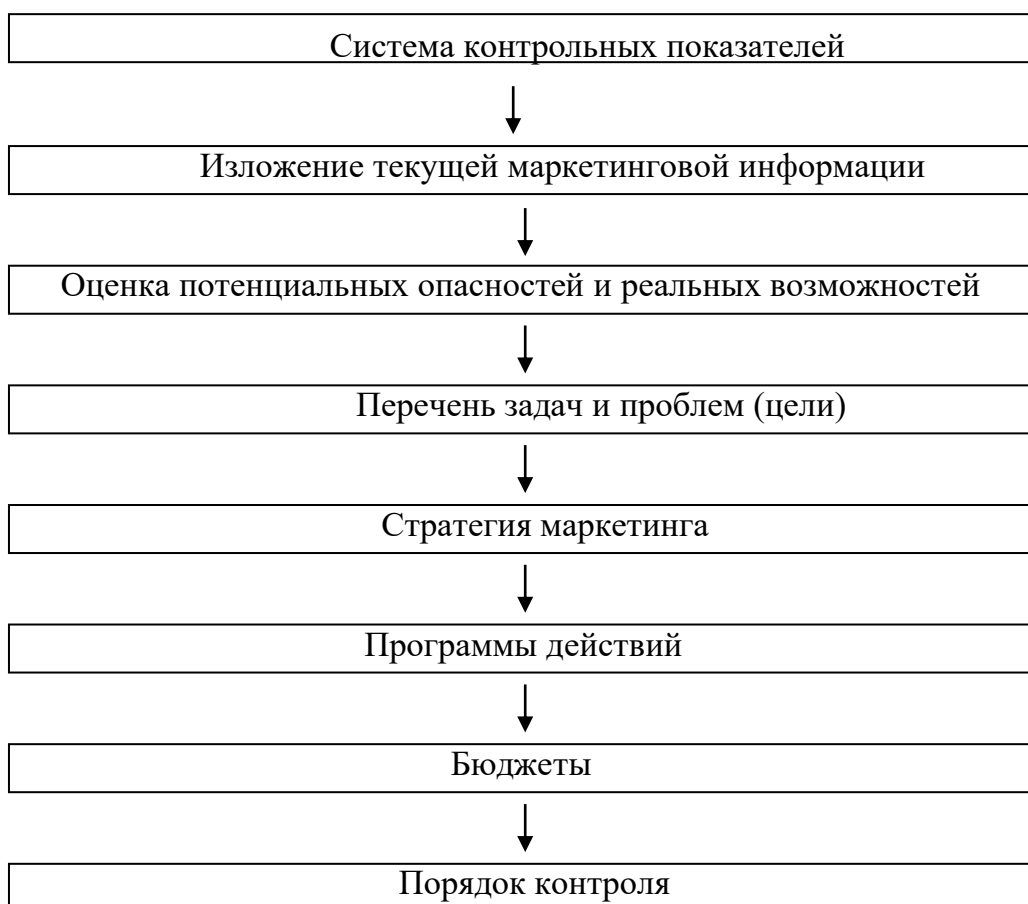 Система контрольных показателей
Изложение текущей маркетинговой информации
Оценка потенциальных опасностей и реальных возможностей
Перечень задач и проблем (цели)
Стратегия маркетинга
Программы действий
Бюджеты
Порядок контроля